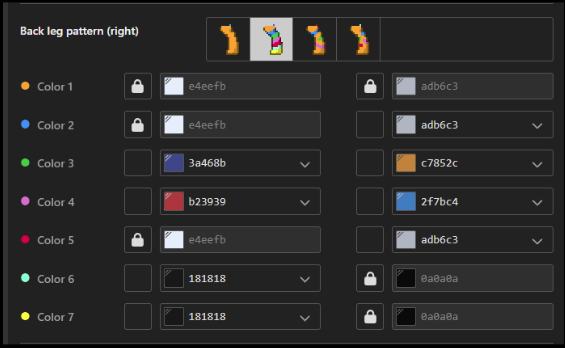 Back leg pattern (right)
Color 1 e4eefb adb6c3
Color 2 e4eefb adb6c3
Color 3 3a468b c7852c
Color 4 b23939 2f7bc4
Color 5 e4eefb adb6c3
Color 6 181818 0a0a0a
Color 7 181818 0a0a0a